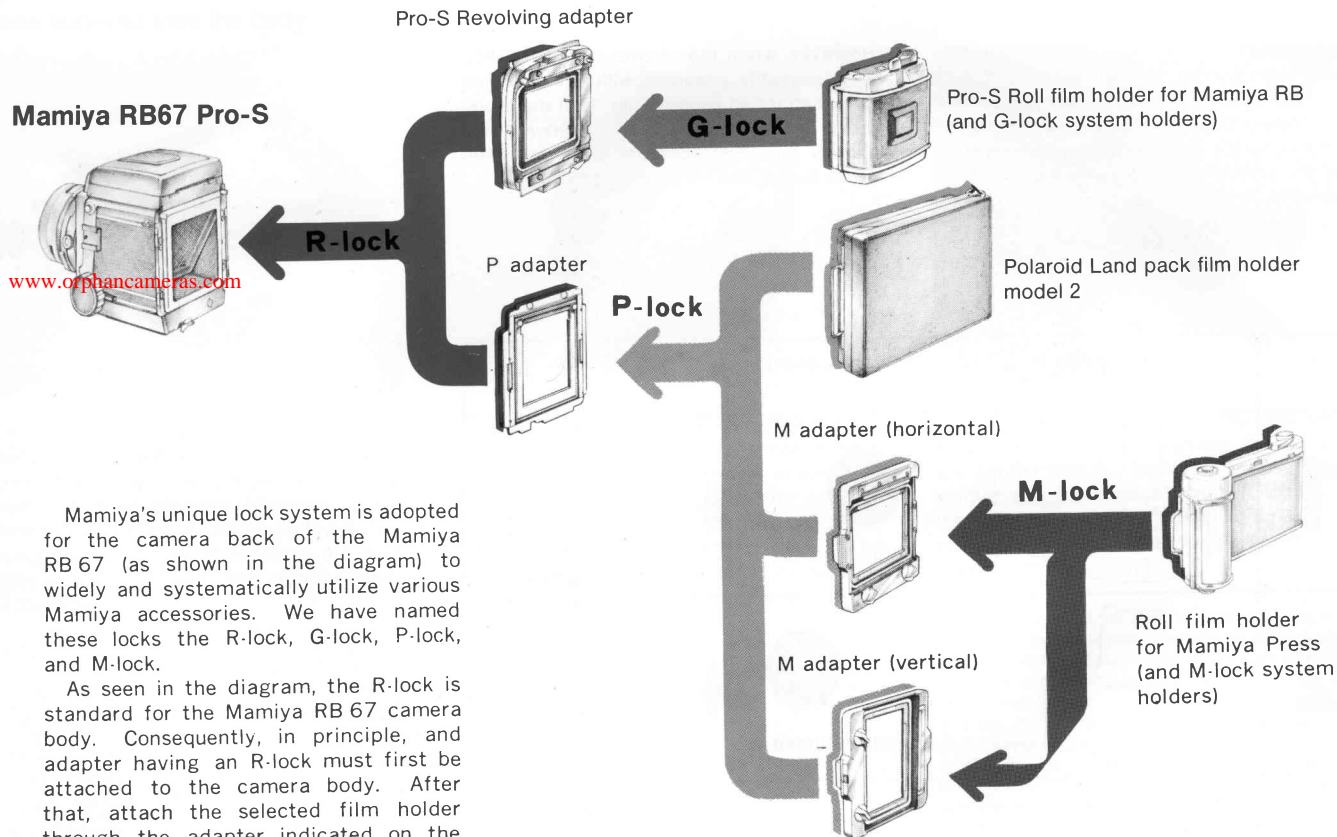 Pro-S Revolving adapter
Mamiya RB67 Pro-S
G-lock
Pro-S Roll film holder for Mamiya RB
(and G-lock system holders)
R-lock
www.orphancameras.com
P adapter
P-lock
Polaroid Land pack film holder
model 2
M adapter (horizontal)
M-lock
Roll film holder
for Mamiya Press
(and M-lock system
holders)
M adapter (vertical)
Mamiya's unique lock system is adopted
for the camera back of the Mamiya
RB 67 (as shown in the diagram) to
widely and systematically utilize various
Mamiya accessories. We have named
these locks the R-lock, G-lock, P-lock,
and M-lock.
As seen in the diagram, the R-lock is
standard for the Mamiya RB 67 camera
body. Consequently, in principle, and
adapter having an R-lock must first be
attached to the camera body. After
that, attach the selected film holder
through the adapter indicated on the